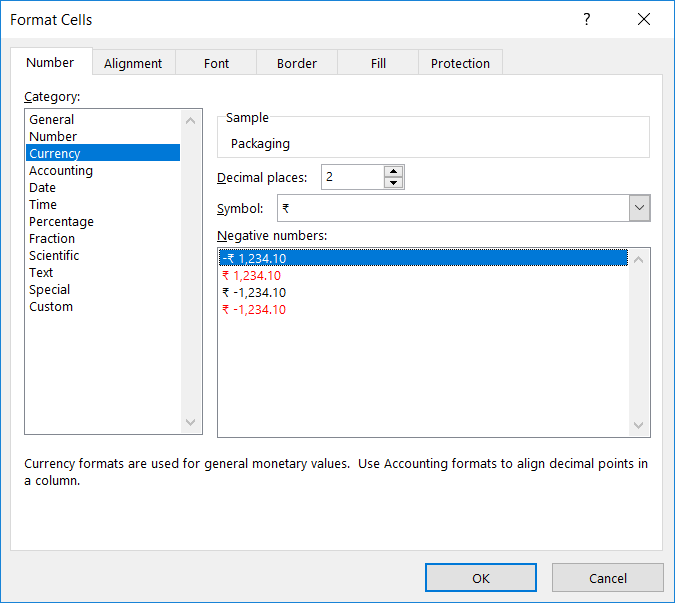 Format Cells
?
Number Alignment Font Border Fill Protection
Category:
General
Number
Currency
Accounting
Date
Time
Percentage
Fraction
Scientific
Text
Special
Custom
Sample
Packaging
Decimal places: 2
Symbol: ₹
Negative numbers:
-₹ 1,234.10
₹ 1,234.10
₹ -1,234.10
₹ -1,234.10
Currency formats are used for general monetary values.  Use Accounting formats to align decimal points in
a column.
OK Cancel